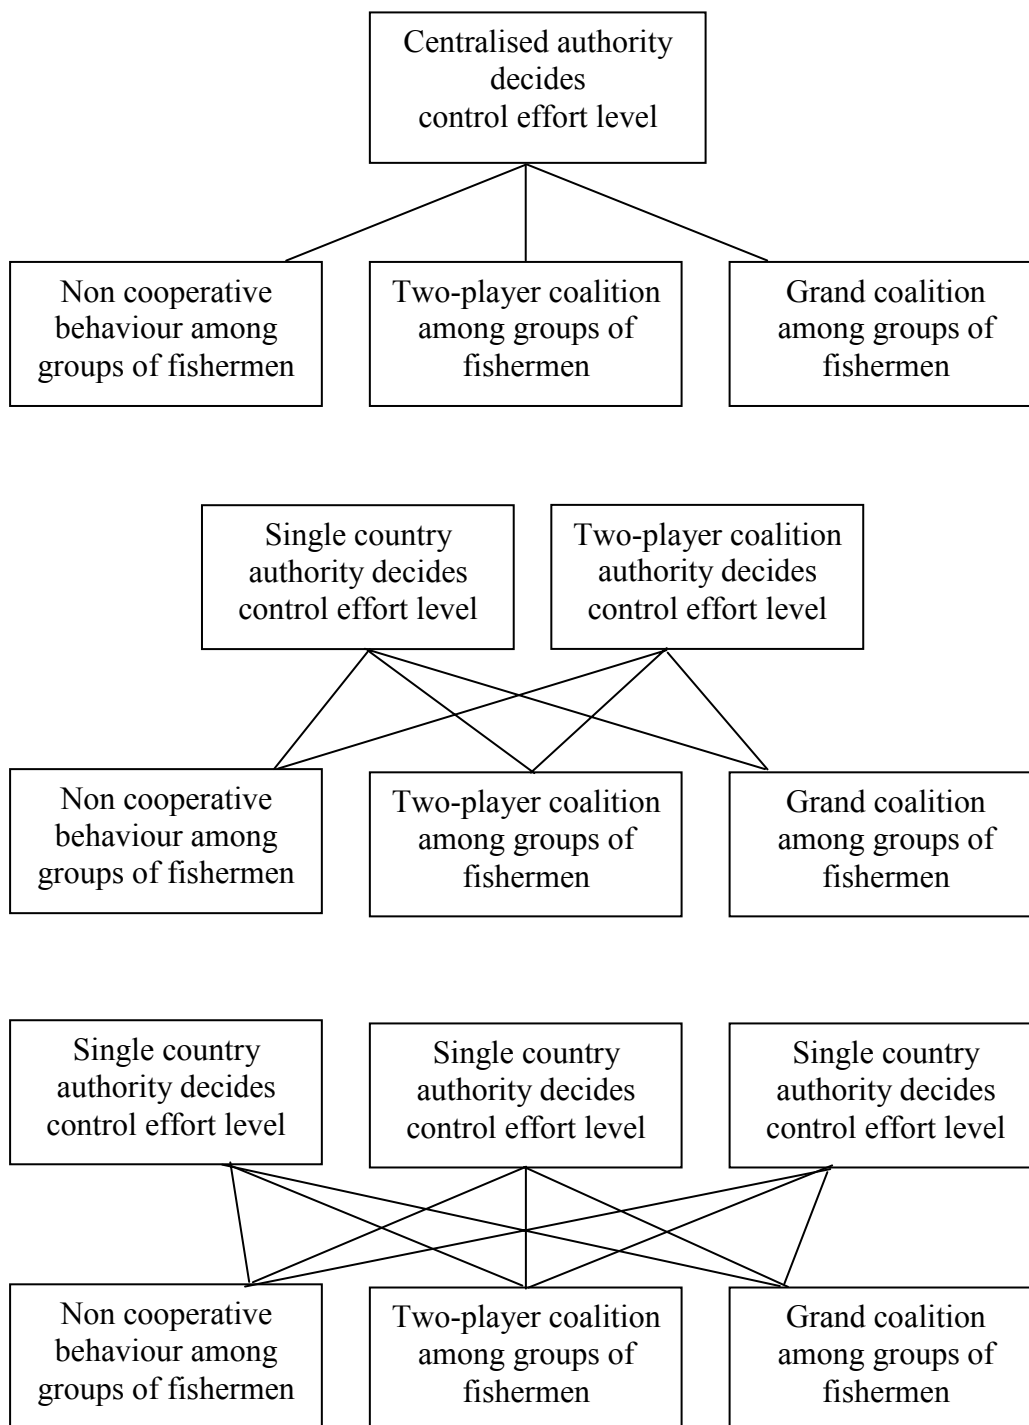 Centralised authority
decides
control effort level
Non cooperative
behaviour among
groups of fishermen
Two-player coalition
among groups of
fishermen
Grand coalition
among groups of
fishermen
Single country
authority decides
control effort level
Two-player coalition
authority decides
control effort level
Non cooperative
behaviour among
groups of fishermen
Two-player coalition
among groups of
fishermen
Grand coalition
among groups of
fishermen
Single country
authority decides
control effort level
Single country
authority decides
control effort level
Single country
authority decides
control effort level
Non cooperative
behaviour among
groups of fishermen
Two-player coalition
among groups of
fishermen
Grand coalition
among groups of
fishermen